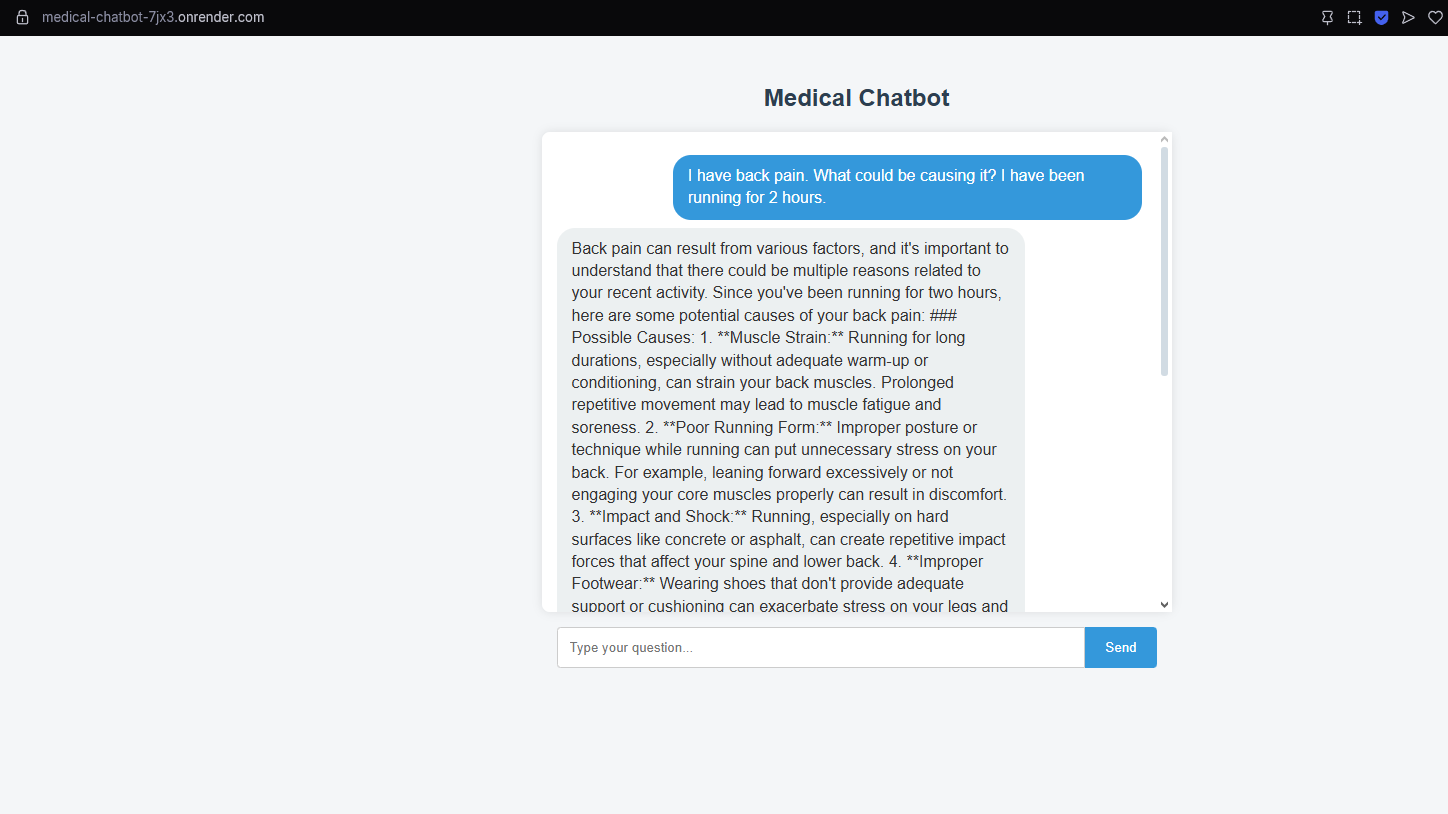 medical-chatbot-7jx3.onrender.com
Medical Chatbot
I have back pain. What could be causing it? I have been
running for 2 hours.
Back pain can result from various factors, and it's important to
understand that there could be multiple reasons related to
your recent activity. Since you've been running for two hours,
here are some potential causes of your back pain: ###
Possible Causes: 1. **Muscle Strain:** Running for long
durations, especially without adequate warm-up or
conditioning, can strain your back muscles. Prolonged
repetitive movement may lead to muscle fatigue and
soreness. 2. **Poor Running Form:** Improper posture or
technique while running can put unnecessary stress on your
back. For example, leaning forward excessively or not
engaging your core muscles properly can result in discomfort.
3. **Impact and Shock:** Running, especially on hard
surfaces like concrete or asphalt, can create repetitive impact
forces that affect your spine and lower back. 4. **Improper
Footwear:** Wearing shoes that don't provide adequate
support or cushioning can exacerbate stress on your legs and
Type your question...
Send